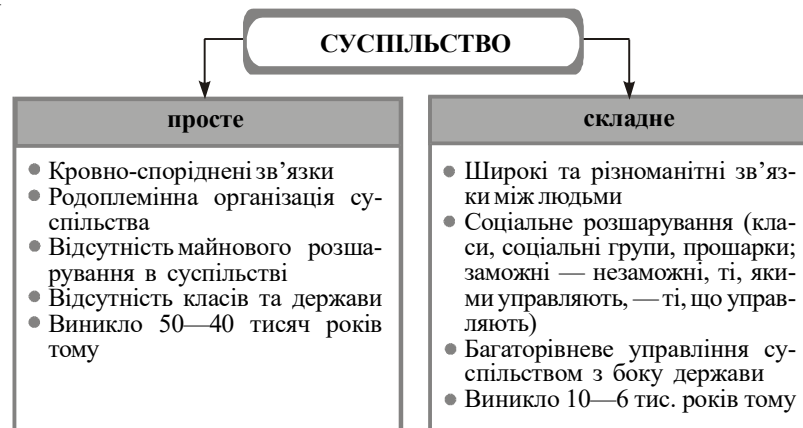 СУСПІЛЬСТВО
просте
● Кровно-споріднені зв’язки
● Родоплемінна організація су-
спільства
● Відсутність майнового розша-
рування в суспільстві
● Відсутність класів та держави
● Виникло 50—40 тисяч років
тому
складне
● Широкі та різноманітні зв’яз-
ки між людьми
● Соціальне розшарування (кла-
си, соціальні групи, прошарки;
заможні — незаможні, ті, яки-
ми управляють, — ті, що управ-
ляють)
● Багаторівневе управління су-
спільством з боку держави
● Виникло 10—6 тис. років тому